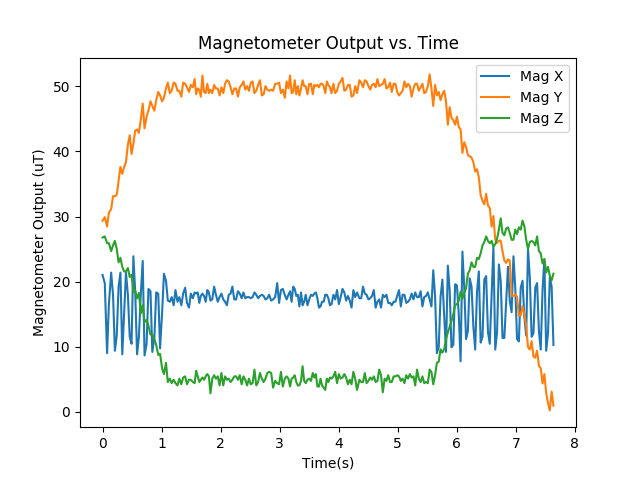 Magnetometer Output vs. Time
Mag X
Mag Y
Mag Z
Magnetometer Output (uT)
50
40
30
20
10
0
0 1 2 3 4 5 6 7 8
Time(s)